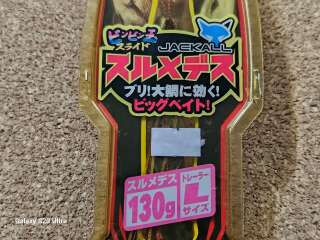 ビンビン玉
スライド
JACKALL
スルメデス
ブリ!大鯛に効く!
ビッグベイト!
スルメデス
130g
トレーラー
L
サイズ
Galaxy S23 Ultra